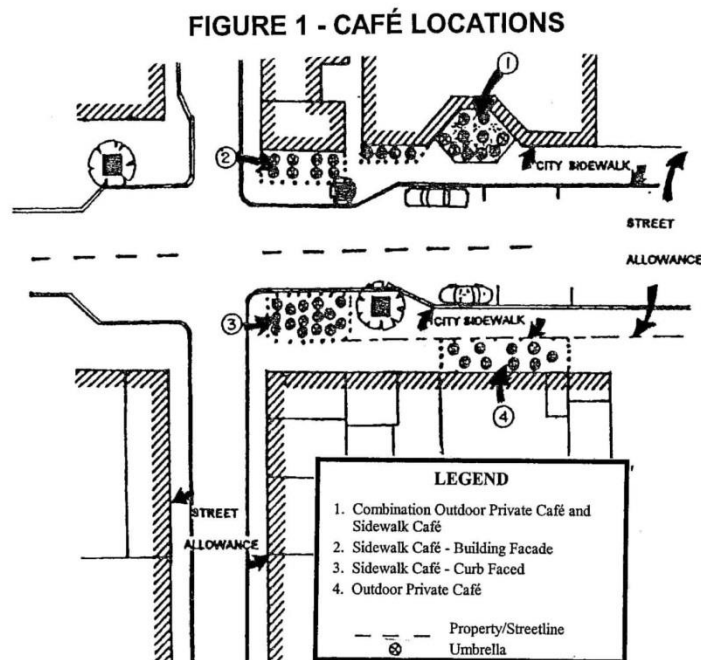 FIGURE 1 - CAFÉ LOCATIONS
1
2
CITY SIDEWALK
STREET
ALLOWANCE
3
CITY SIDEWALK
4
STREET
ALLOWANCE
LEGEND
1. Combination Outdoor Private Café and
Sidewalk Café
2. Sidewalk Café - Building Facade
3. Sidewalk Café - Curb Faced
4. Outdoor Private Café
Property/Streetline
Umbrella